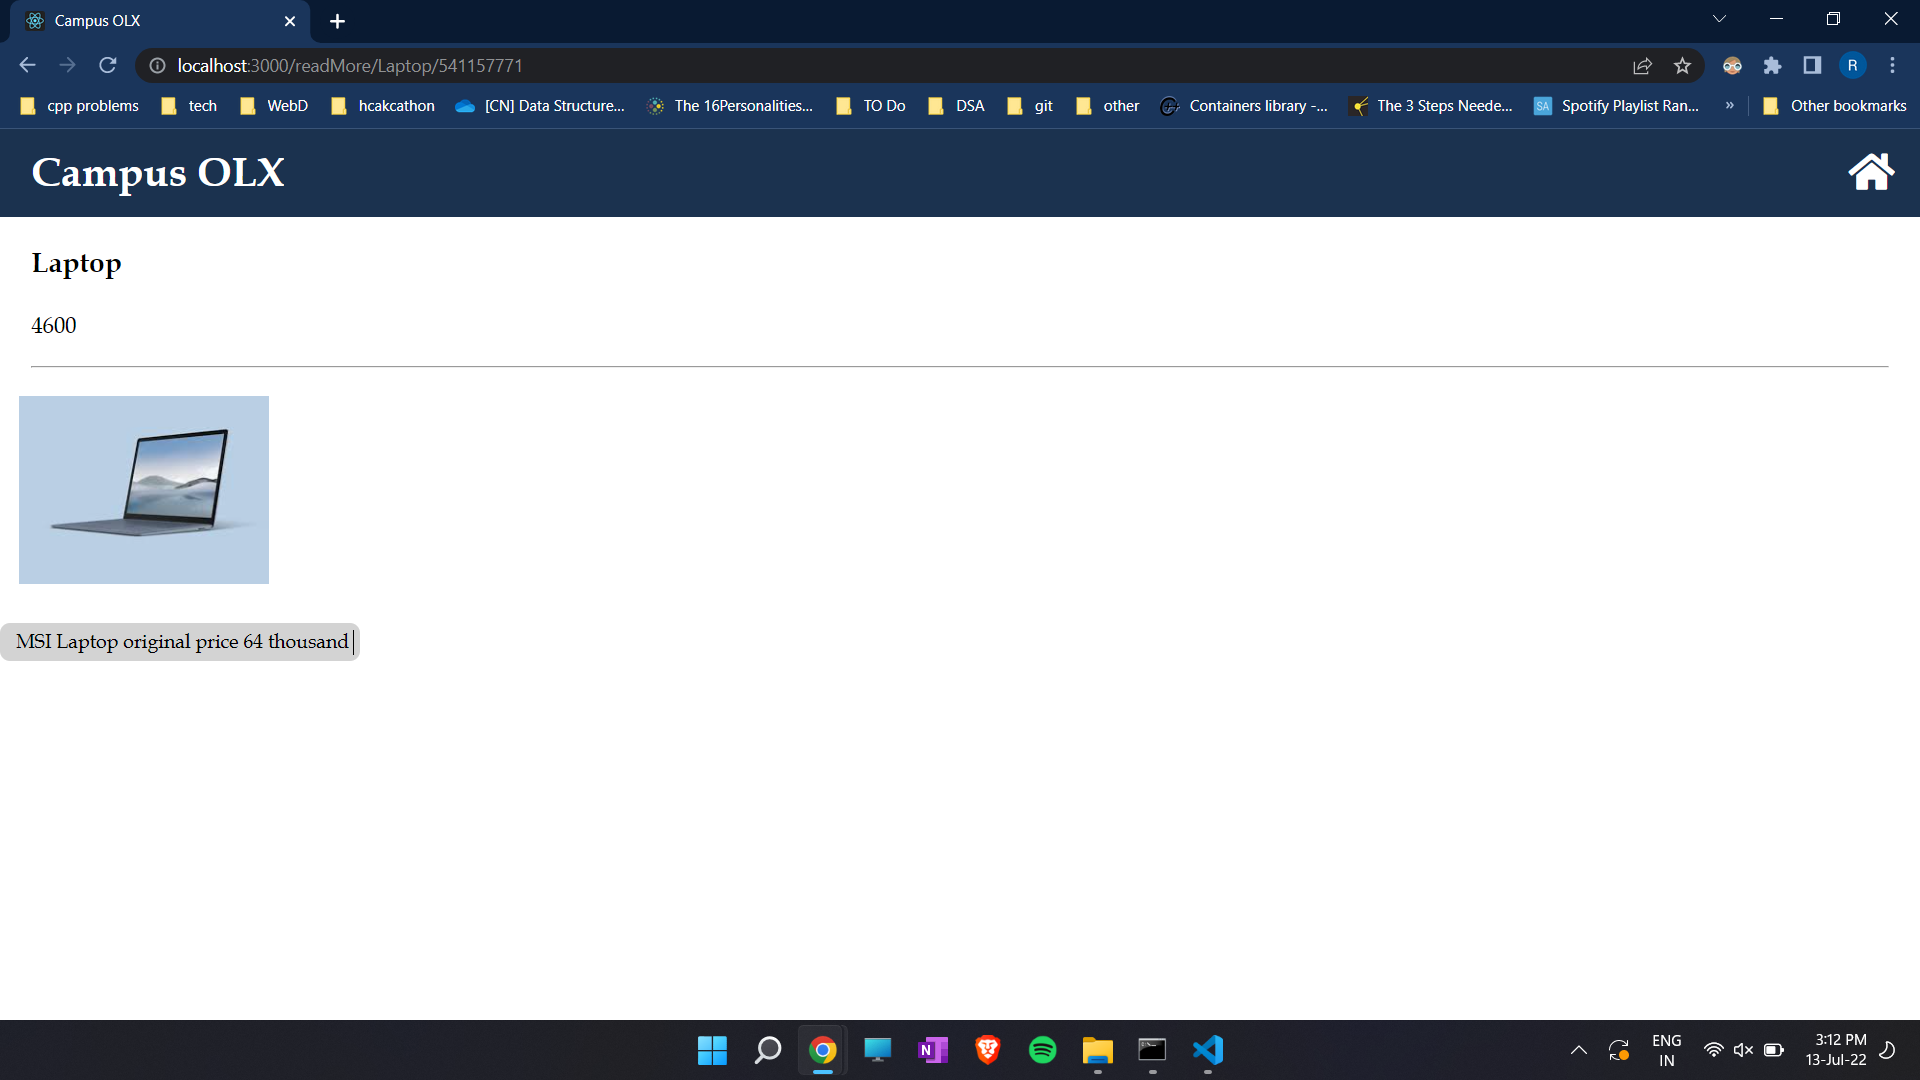 Campus OLX
localhost:3000/readMore/Laptop/541157771
R
cpp problems tech WebD hcakcathon [CN] Data Structure... The 16Personalities... TO Do DSA git other Containers library -... The 3 Steps Neede... SA Spotify Playlist Ran... » Other bookmarks
Campus OLX
Laptop
4600
MSI Laptop original price 64 thousand
N
ENG
IN
3:12 PM
13-Jul-22